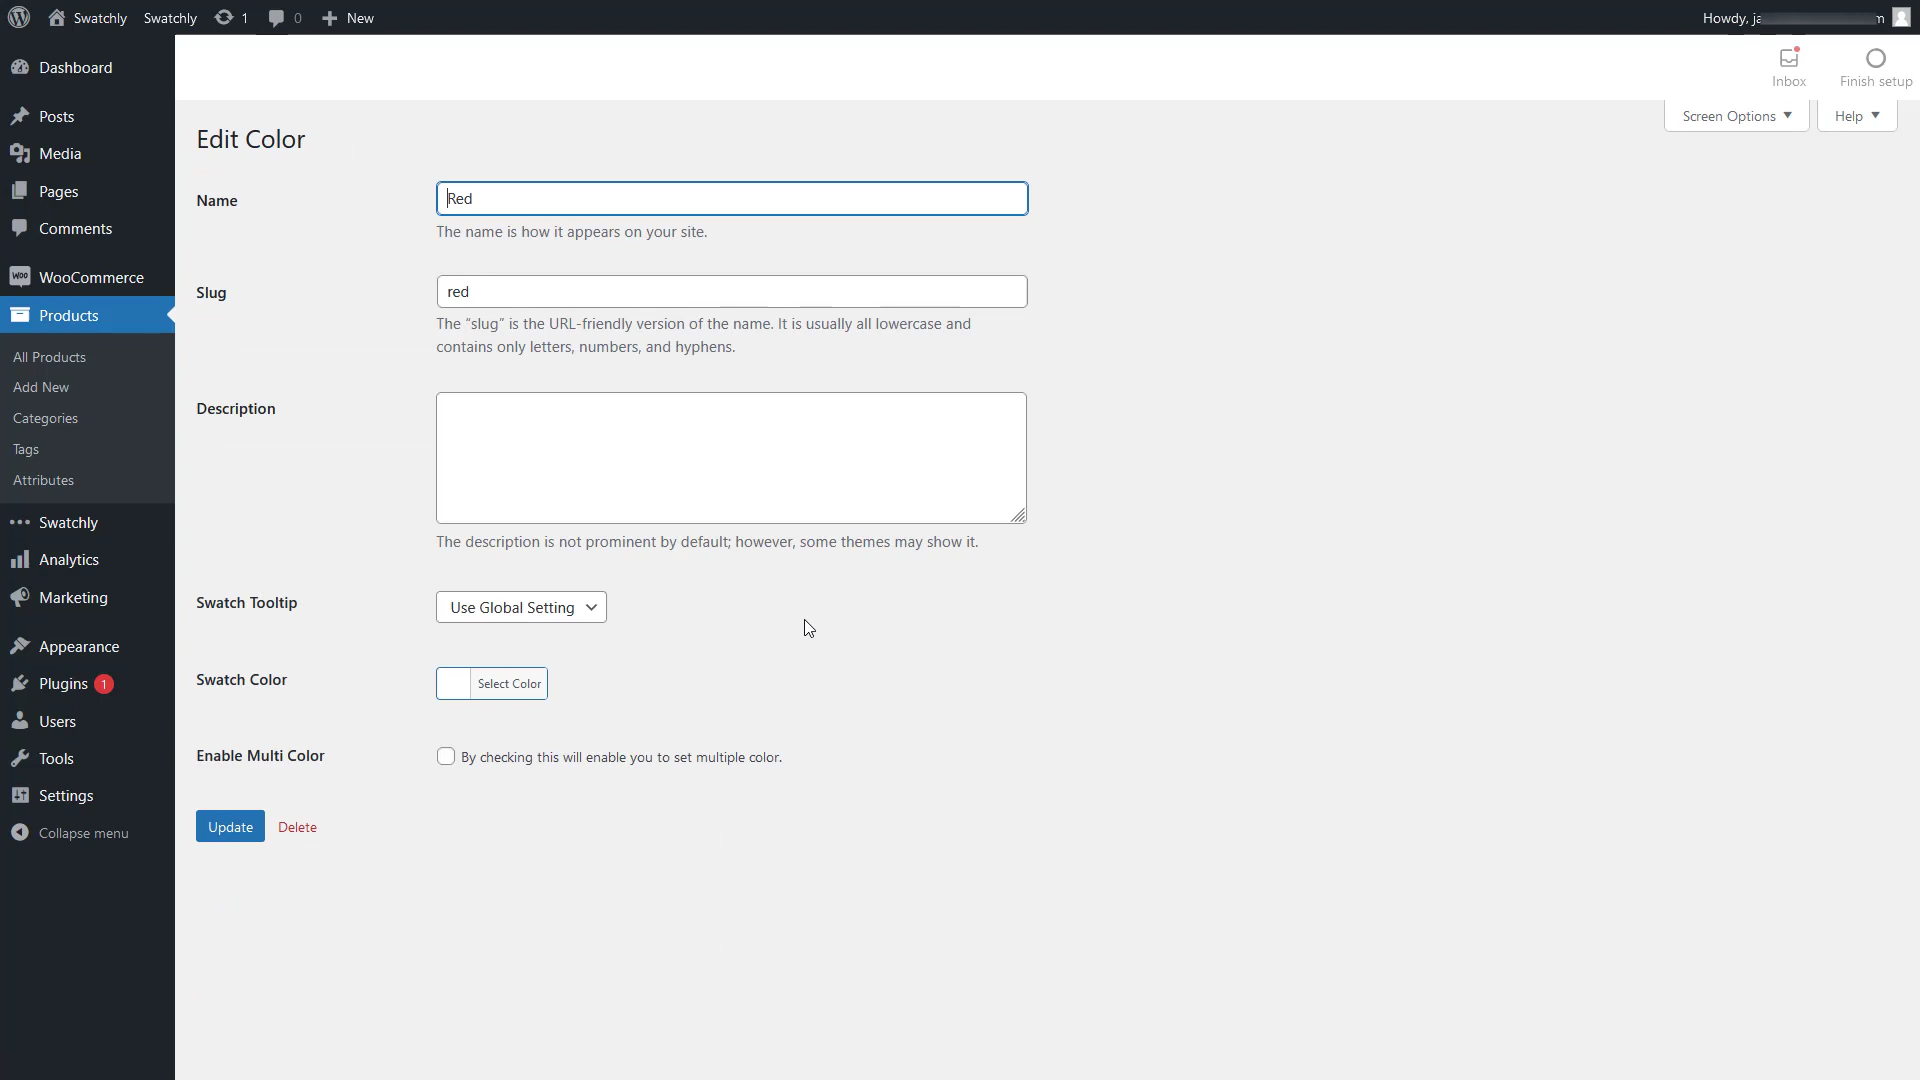 Swatchly Swatchly 1 0 New
Howdy, ja m
Inbox Finish setup
Screen Options Help
Dashboard
Posts
Media
Pages
Comments
WooCommerce
Products
All Products
Add New
Categories
Tags
Attributes
Swatchly
Analytics
Marketing
Appearance
Plugins 1
Users
Tools
Settings
Collapse menu
Edit Color
Name
Red
The name is how it appears on your site.
Slug
red
The “slug” is the URL-friendly version of the name. It is usually all lowercase and
contains only letters, numbers, and hyphens.
Description
The description is not prominent by default; however, some themes may show it.
Swatch Tooltip
Use Global Setting
Swatch Color
Select Color
Enable Multi Color
By checking this will enable you to set multiple color.
Update Delete